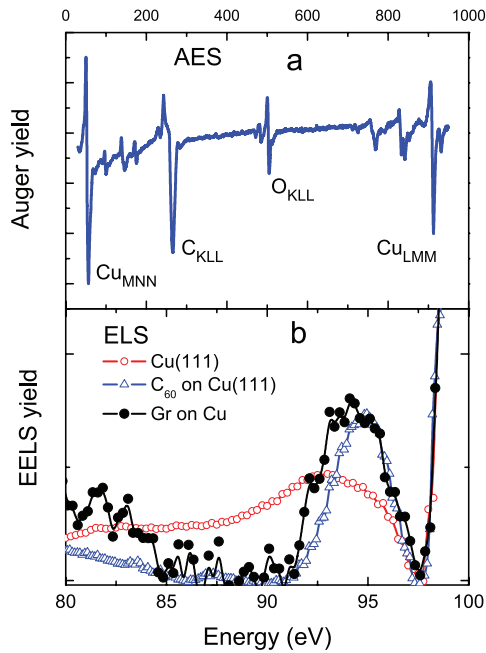 0 200 400 600 800 1000
AES a
Auger yield
O_KLL
C_KLL
Cu_MNN
Cu_LMM
ELS b
Cu(111)
C_60 on Cu(111)
Gr on Cu
EELS yield
80 85 90 95 100
Energy (eV)